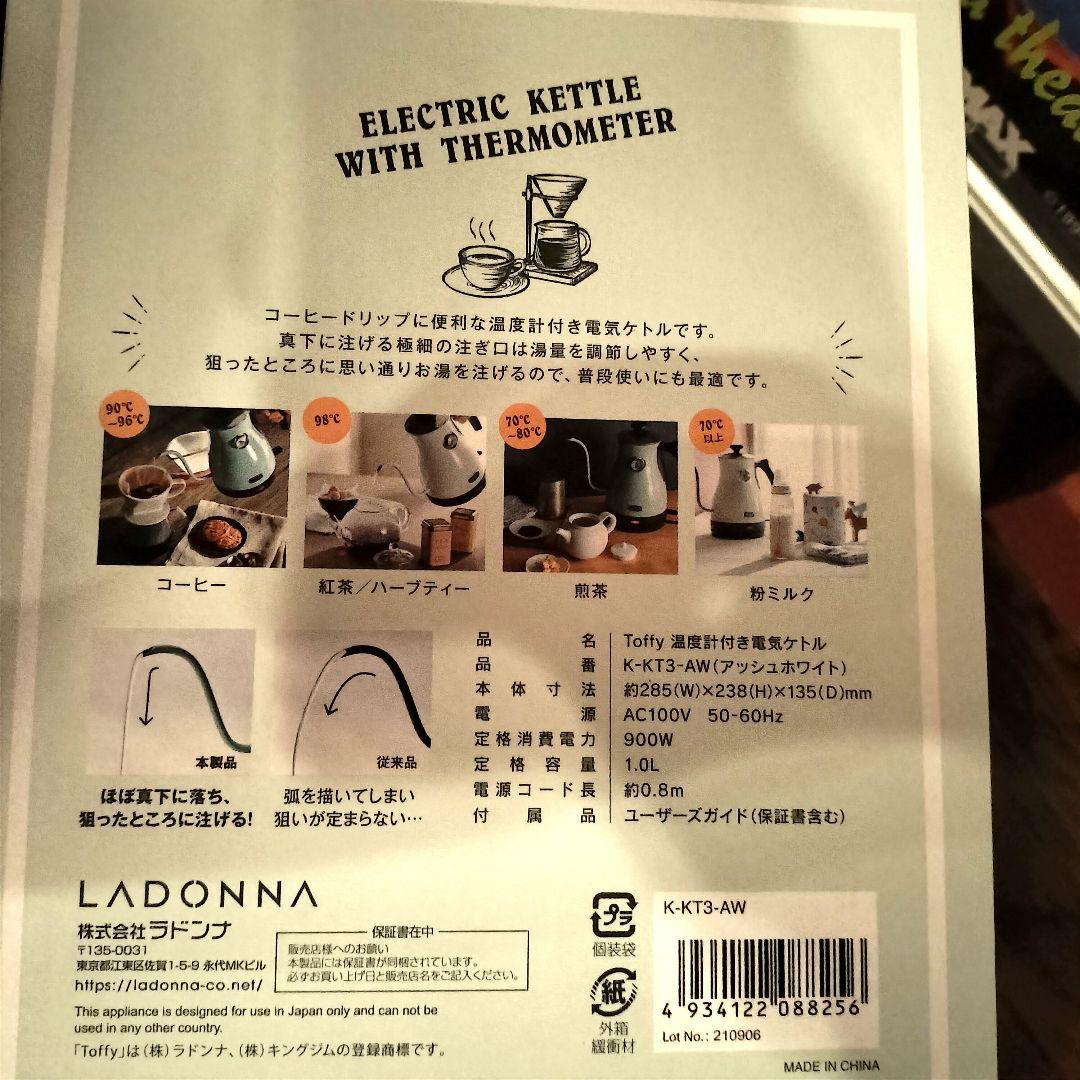 ELECTRIC KETTLE
WITH THERMOMETER
コーヒードリップに便利な温度計付き電気ケトルです。
真下に注げる極細の注ぎ口は湯量を調節しやすく、
狙ったところに思い通りお湯を注げるので、普段使いにも最適です。
90℃
~96℃
98℃
70℃
~80℃
70℃
以上
コーヒー
紅茶／ハーブティー
煎茶
粉ミルク
本製品
従来品
ほぼ真下に落ち、
狙ったところに注げる!
弧を描いてしまい
狙いが定まらない…
品名 Toffy 温度計付き電気ケトル
品番 K-KT3-AW(アッシュホワイト)
本体寸法 約285(W)×238(H)×135(D)mm
電源 AC100V 50-60Hz
定格消費電力 900W
定格容量 1.0L
電源コード長 約0.8m
付属品 ユーザーズガイド(保証書含む)
LADONNA
株式会社ラドンナ
〒135-0031
東京都江東区佐賀1-5-9 永代MKビル
https://ladonna-co.net/
保証書在中
販売店様へのお願い
本製品には保証書が同梱されています。
必ずお買い上げ日と販売店名をご記入ください。
This appliance is designed for use in Japan only and can not be
used in any other country.
「Toffy」は(株)ラドンナ、(株)キングジムの登録商標です。
プラ
個装袋
紙
外箱
緩衝材
K-KT3-AW
4 934122 088256
Lot No.: 210906
MADE IN CHINA